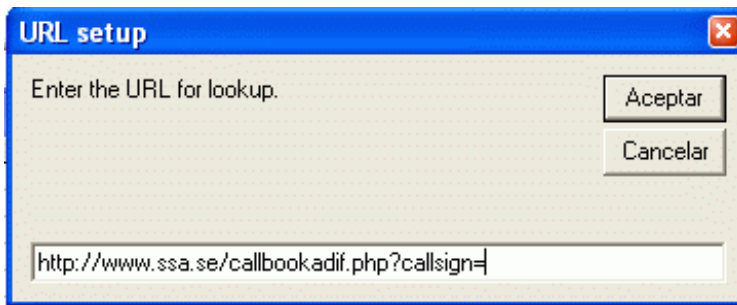 URL setup
Enter the URL for lookup.
Aceptar
Cancelar
http://www.ssa.se/callbookadif.php?callsign=